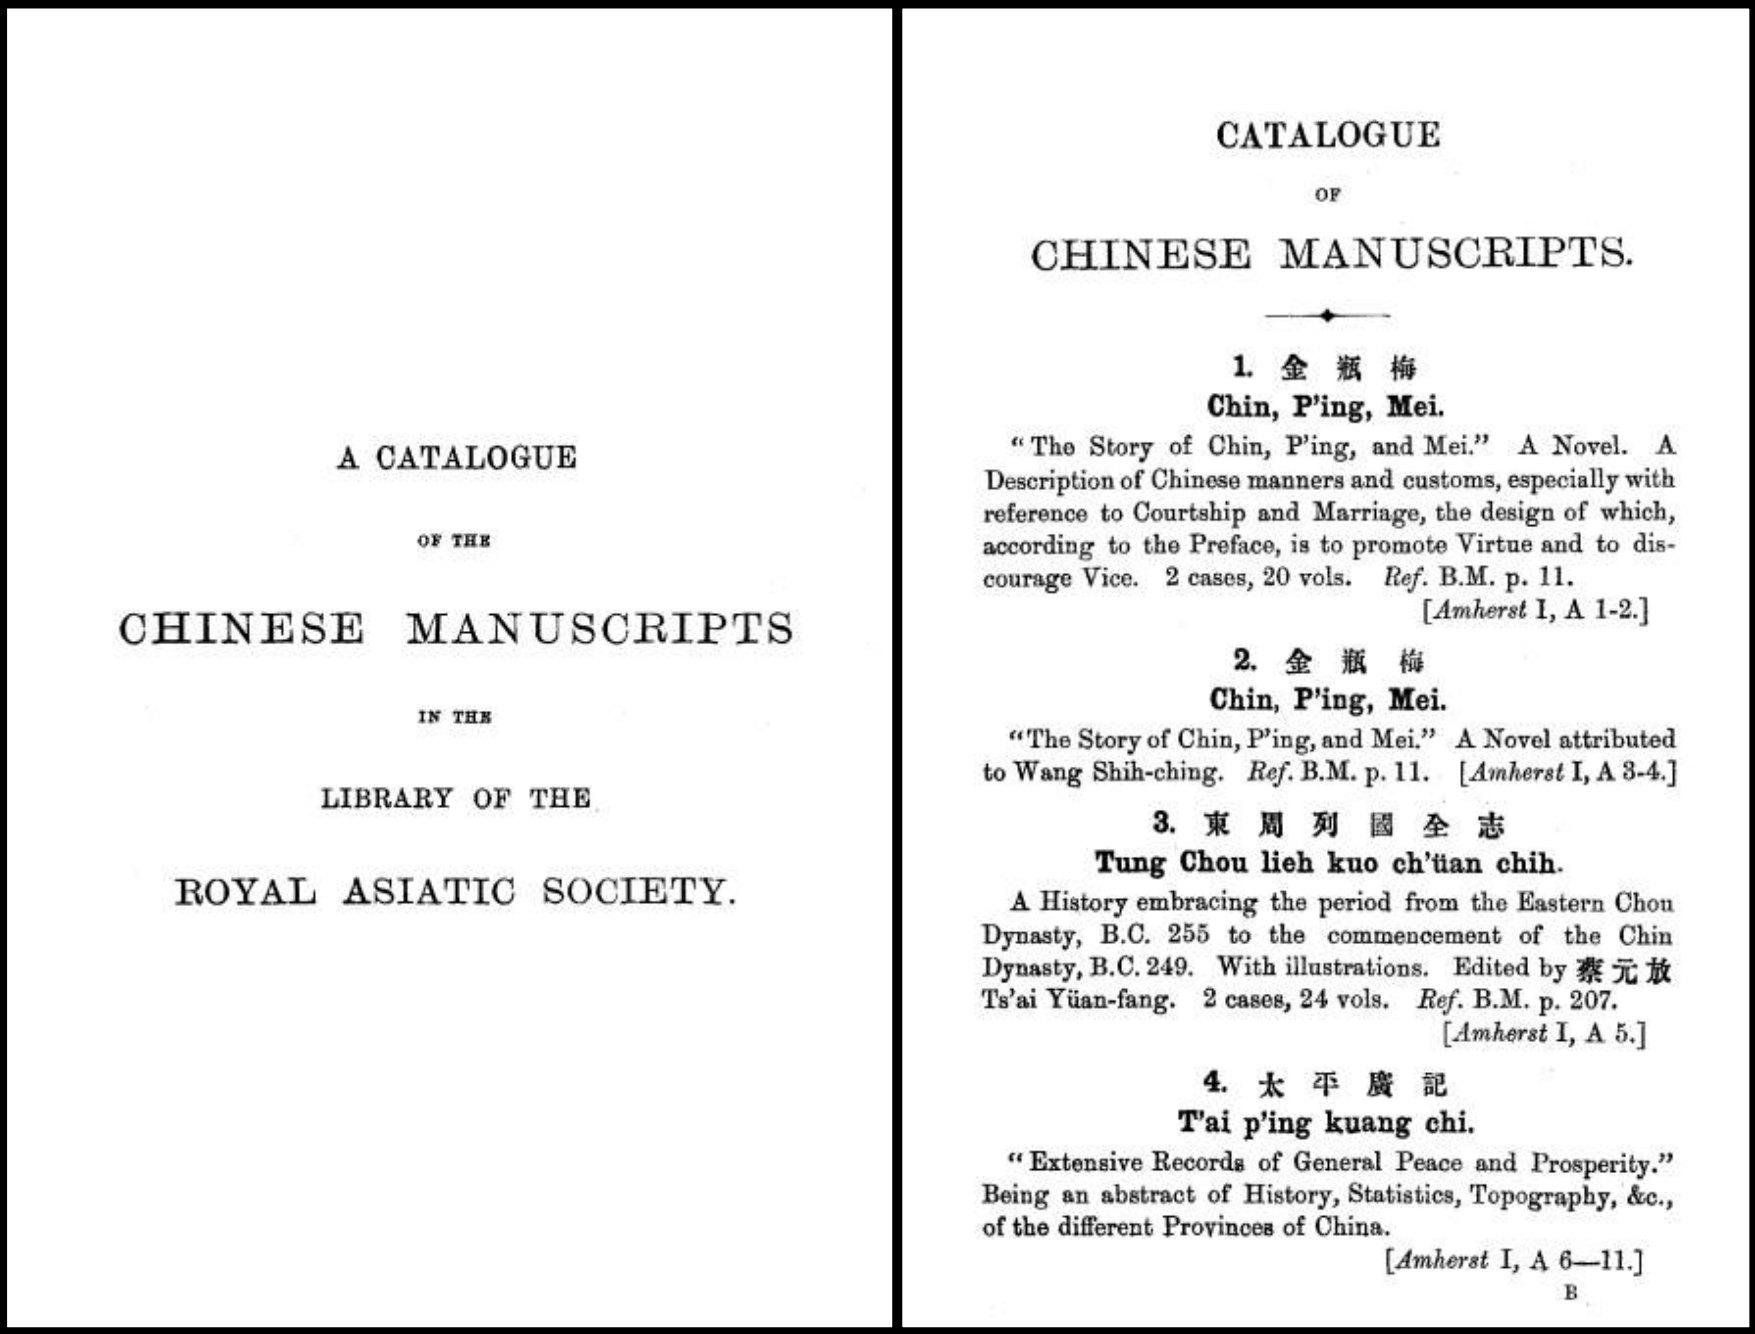 A CATALOGUE
OF THE
CHINESE MANUSCRIPTS
IN THE
LIBRARY OF THE
ROYAL ASIATIC SOCIETY.
CATALOGUE
OF
CHINESE MANUSCRIPTS.
1. 金 瓶 梅
Chin, P'ing, Mei.
“The Story of Chin, P'ing, and Mei.” A Novel. A
Description of Chinese manners and customs, especially with
reference to Courtship and Marriage, the design of which,
according to the Preface, is to promote Virtue and to dis-
courage Vice. 2 cases, 20 vols. Ref. B.M. p. 11.
[Amherst I, A 1-2.]
2. 金 瓶 梅
Chin, P'ing, Mei.
“The Story of Chin, P'ing, and Mei.” A Novel attributed
to Wang Shih-ching. Ref. B.M. p. 11. [Amherst I, A 3-4.]
3. 東 周 列 國 全 志
Tung Chou lieh kuo ch'üan chih.
A History embracing the period from the Eastern Chou
Dynasty, B.C. 255 to the commencement of the Chin
Dynasty, B.C. 249. With illustrations. Edited by 蔡 元 放
Ts'ai Yüan-fang. 2 cases, 24 vols. Ref. B.M. p. 207.
[Amherst I, A 5.]
4. 太 平 廣 記
T'ai p'ing kuang chi.
“Extensive Records of General Peace and Prosperity.”
Being an abstract of History, Statistics, Topography, &c.,
of the different Provinces of China.
[Amherst I, A 6—11.]
B